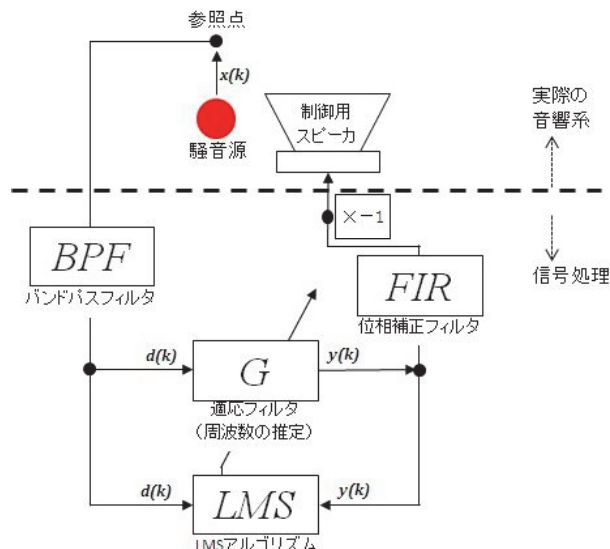 参照点
x(k)
騒音源
制御用
スピーカ
実際の
音響系
×-1
BPF
バンドパスフィルタ
FIR
位相補正フィルタ
信号処理
d(k)
G
y(k)
適応フィルタ
(周波数の推定)
d(k)
LMS
y(k)
LMSアルゴリズム